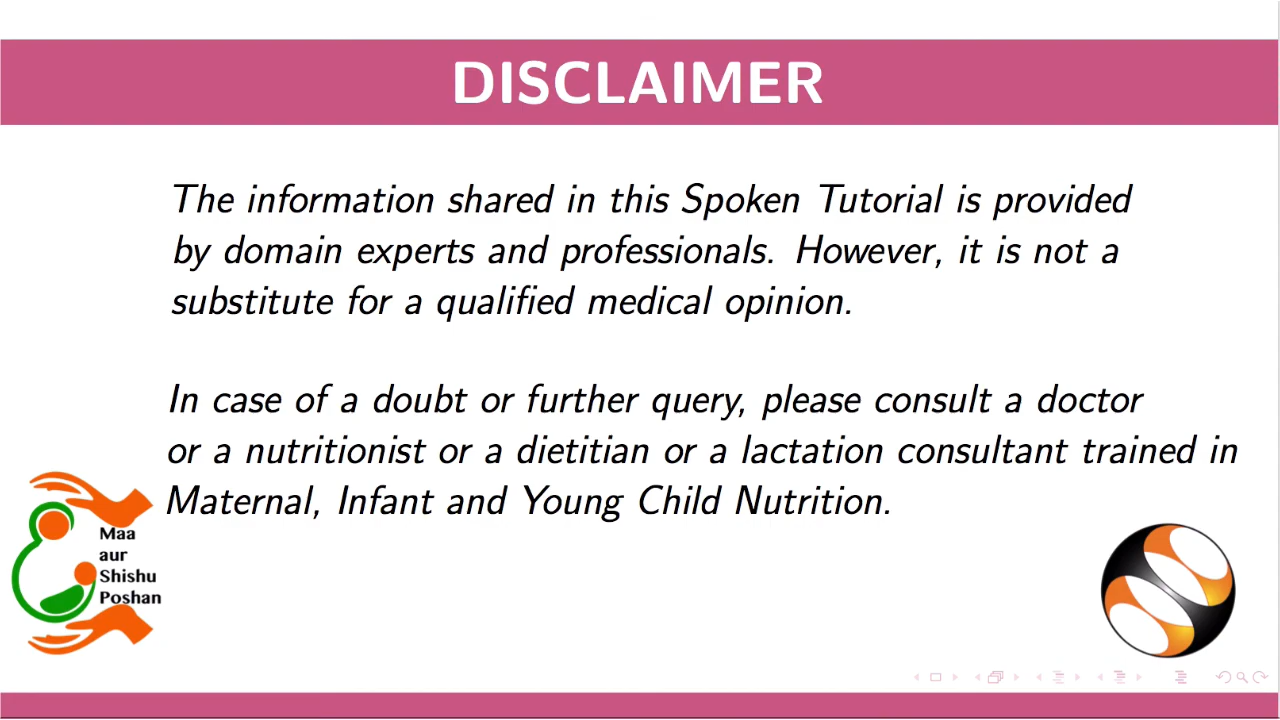 DISCLAIMER
The information shared in this Spoken Tutorial is provided
by domain experts and professionals. However, it is not a
substitute for a qualified medical opinion.
In case of a doubt or further query, please consult a doctor
or a nutritionist or a dietitian or a lactation consultant trained in
Maternal, Infant and Young Child Nutrition.
Maa
aur
Shishu
Poshan